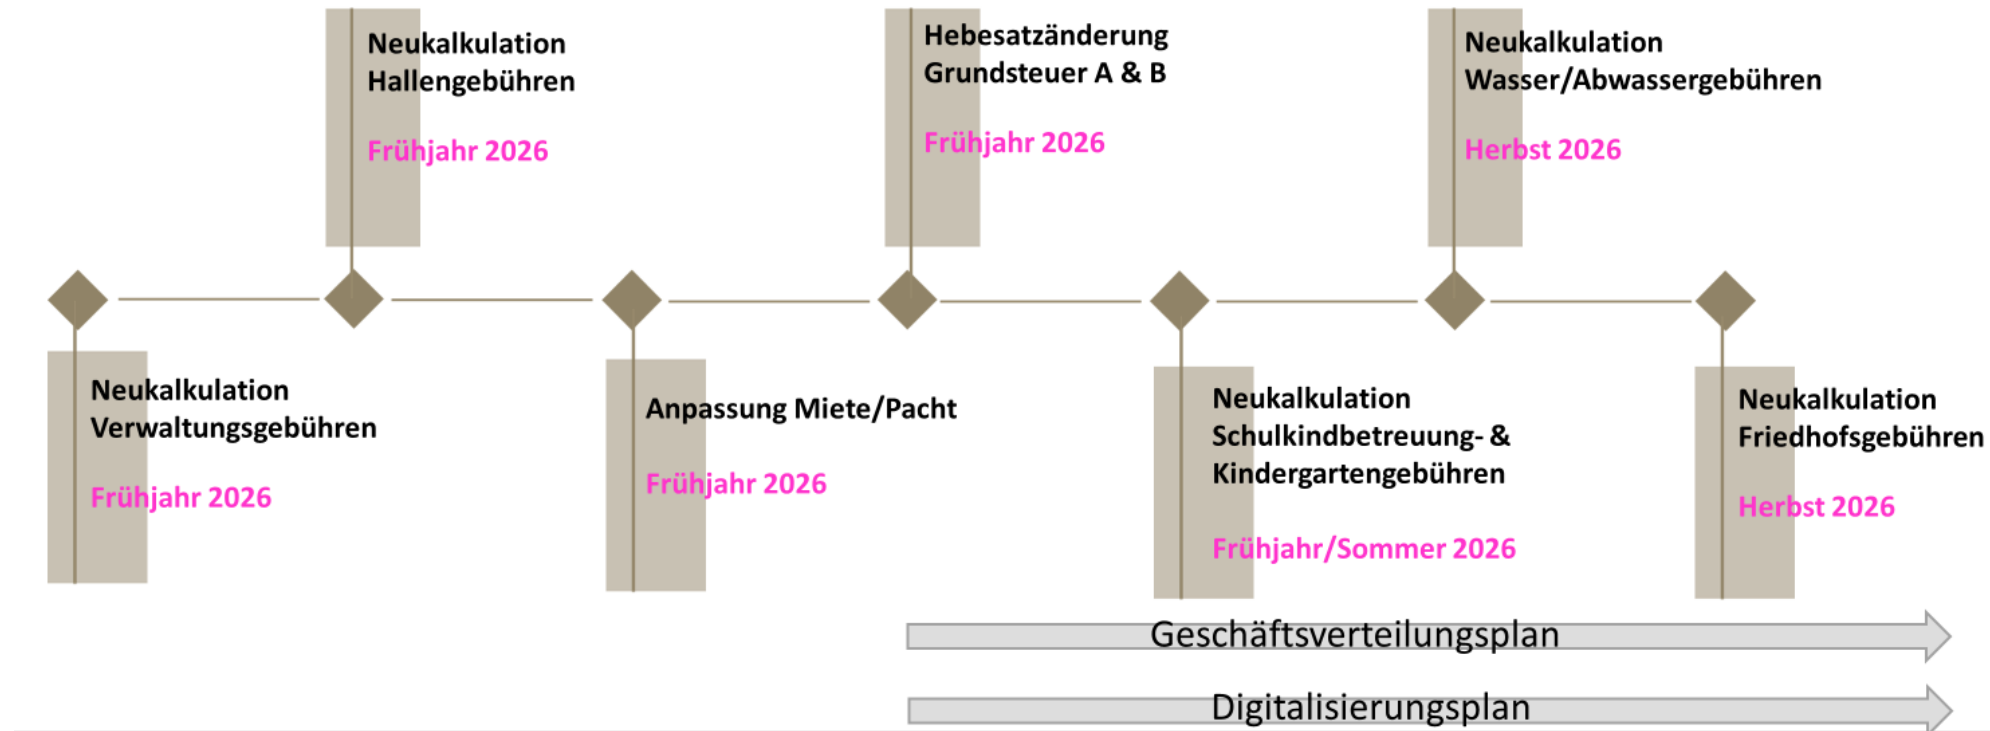 Neukalkulation
Hallengebühren
Frühjahr 2026
Hebesatzänderung
Grundsteuer A & B
Frühjahr 2026
Neukalkulation
Wasser/Abwassergebühren
Herbst 2026
Neukalkulation
Verwaltungsgebühren
Frühjahr 2026
Anpassung Miete/Pacht
Frühjahr 2026
Neukalkulation
Schulkindbetreuung- &
Kindergartengebühren
Frühjahr/Sommer 2026
Neukalkulation
Friedhofsgebühren
Herbst 2026
Geschäftsverteilungsplan
Digitalisierungsplan